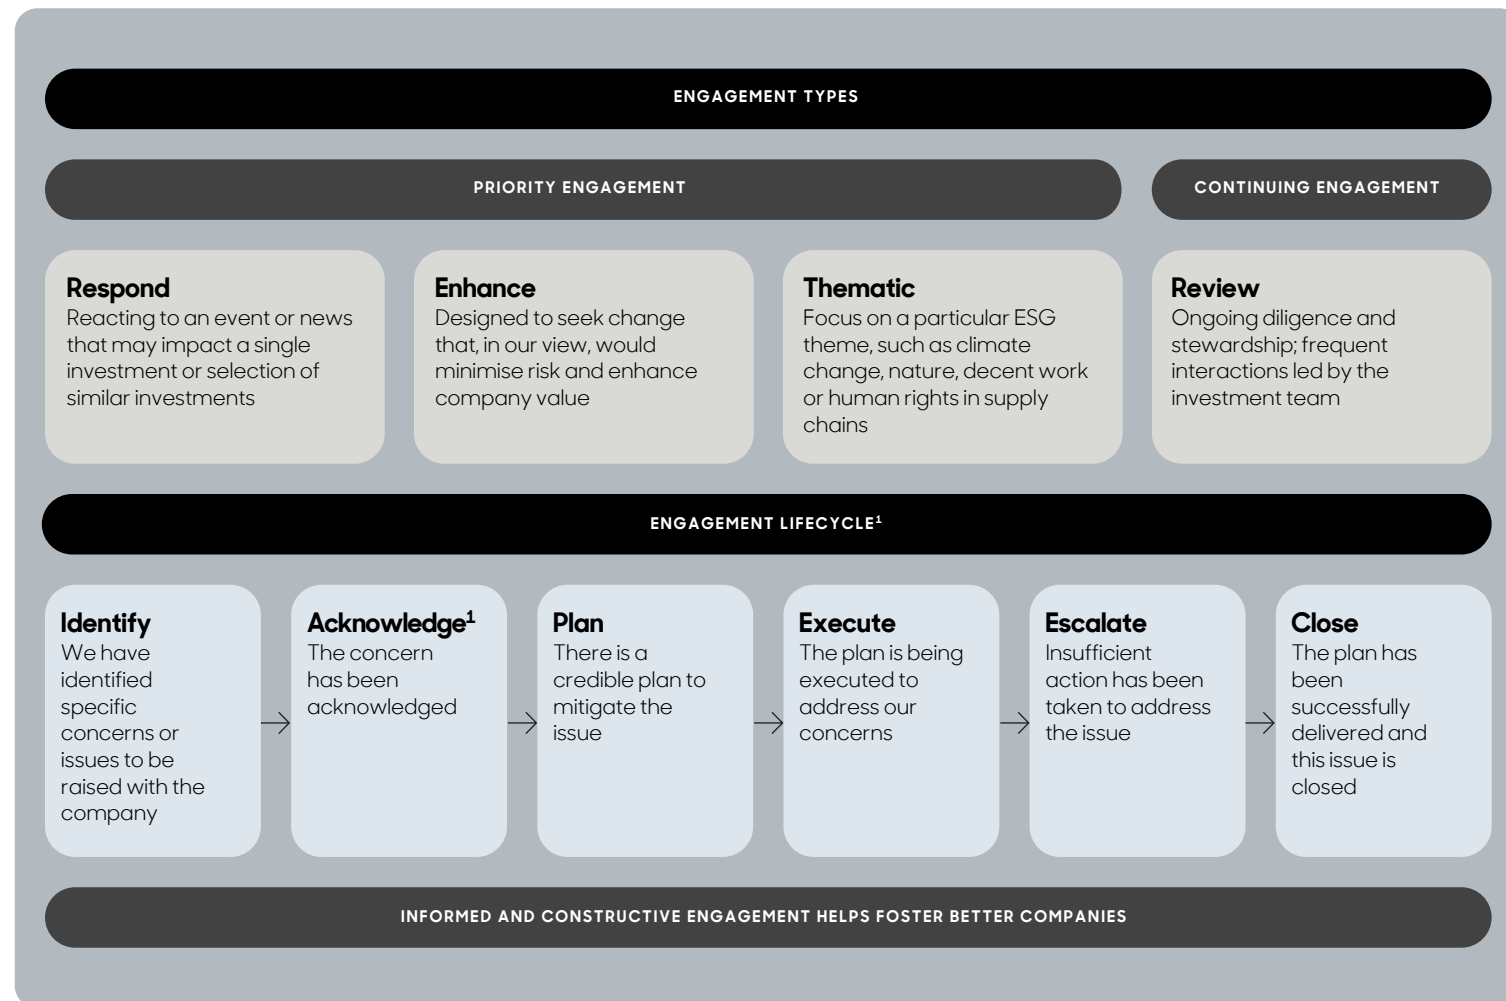 ENGAGEMENT TYPES
PRIORITY ENGAGEMENT
CONTINUING ENGAGEMENT
Respond
Reacting to an event or news
that may impact a single
investment or selection of
similar investments
Enhance
Designed to seek change
that, in our view, would
minimise risk and enhance
company value
Thematic
Focus on a particular ESG
theme, such as climate
change, nature, decent work
or human rights in supply
chains
Review
Ongoing diligence and
stewardship; frequent
interactions led by the
investment team
ENGAGEMENT LIFECYCLE¹
Identify
We have
identified
specific
concerns or
issues to be
raised with the
company
Acknowledge¹
The concern
has been
acknowledged
Plan
There is a
credible plan to
mitigate the
issue
Execute
The plan is being
executed to
address our
concerns
Escalate
Insufficient
action has been
taken to address
the issue
Close
The plan has
been
successfully
delivered and
this issue is
closed
INFORMED AND CONSTRUCTIVE ENGAGEMENT HELPS FOSTER BETTER COMPANIES